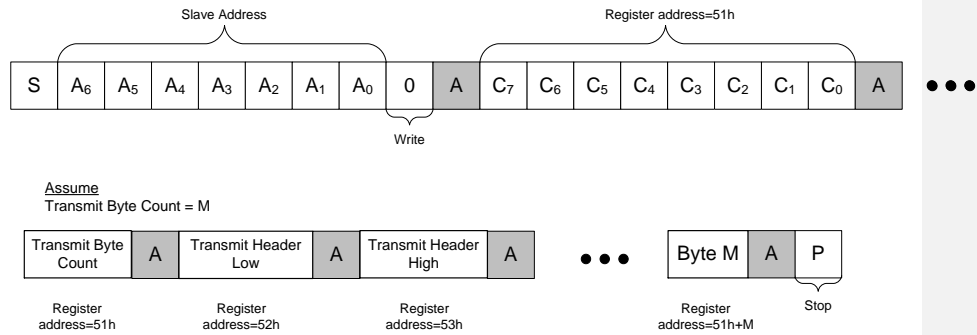 Slave Address
Register address=51h
S A6 A5 A4 A3 A2 A1 A0 0 A C7 C6 C5 C4 C3 C2 C1 C0 A
Write
Assume
Transmit Byte Count = M
Transmit Byte Count A Transmit Header Low A Transmit Header High A Byte M A P
Register address=51h
Register address=52h
Register address=53h
Register address=51h+M
Stop